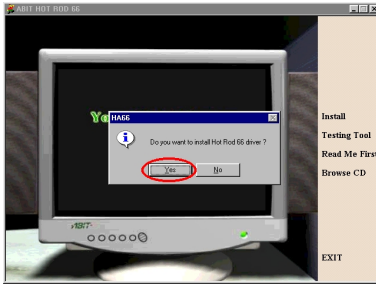 ABIT HOT ROD 66
HA66
Do you want to install Hot Rod 66 driver ?
Yes
No
Install
Testing Tool
Read Me First
Browse CD
ABIT
EXIT